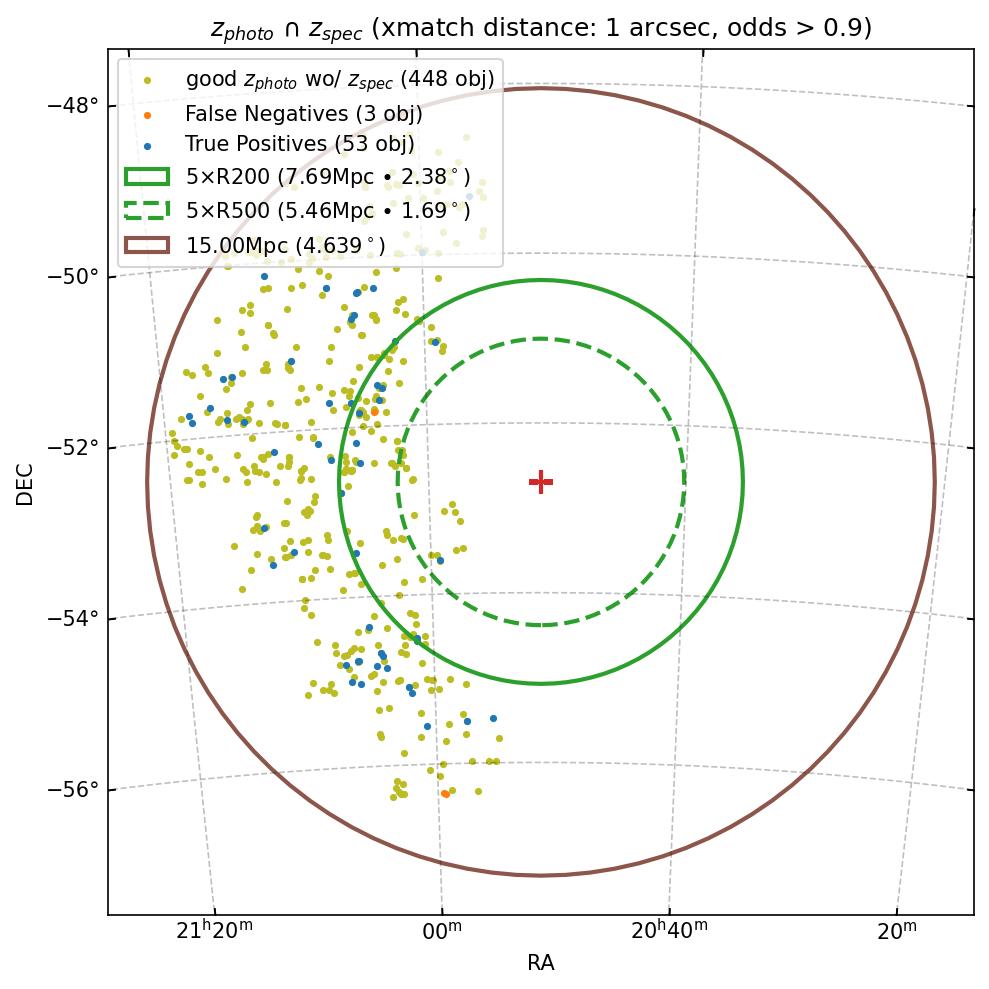 z_photo ∩ z_spec (xmatch distance: 1 arcsec, odds > 0.9)
good z_photo wo/ z_spec (448 obj)
False Negatives (3 obj)
True Positives (53 obj)
5×R200 (7.69Mpc • 2.38°)
5×R500 (5.46Mpc • 1.69°)
15.00Mpc (4.639°)
−48°
−50°
−52°
−54°
−56°
DEC
21h20m 00m 20h40m 20m
RA